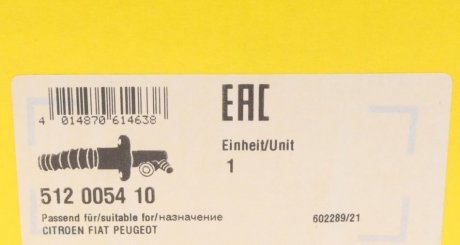 EAC
4 014870 614638
Einheit/Unit
1
512 0054 10
Passend für/suitable for/назначение
CITROEN FIAT PEUGEOT
602289/21